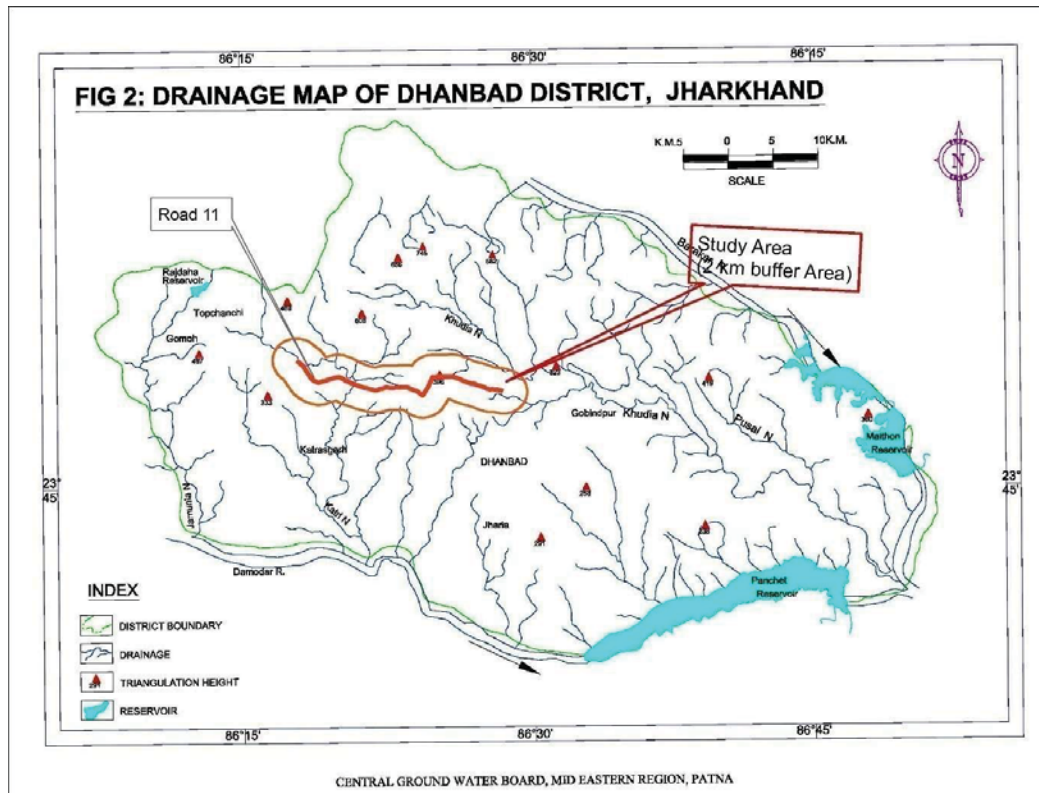 86°15'
86°30'
86°45'
FIG 2: DRAINAGE MAP OF DHANBAD DISTRICT, JHARKHAND
K.M.5 0 5 10K.M.
SCALE
N
Road 11
Study Area
(2 km buffer Area)
Barakar N
Rajdaha
Reservoir
Topchanchi
Gomoh
Khudia N
Gobindpur
Khudia N
Pusai N
Maithon
Reservoir
Katrasgarh
DHANBAD
Jamunia N
Katri N
Jharia
Damodar R.
Panchet
Reservoir
23°
45'
23°
45'
INDEX
DISTRICT BOUNDARY
DRAINAGE
TRIANGULATION HEIGHT
RESERVOIR
86°15'
86°30'
86°45'
CENTRAL GROUND WATER BOARD, MID EASTERN REGION, PATNA